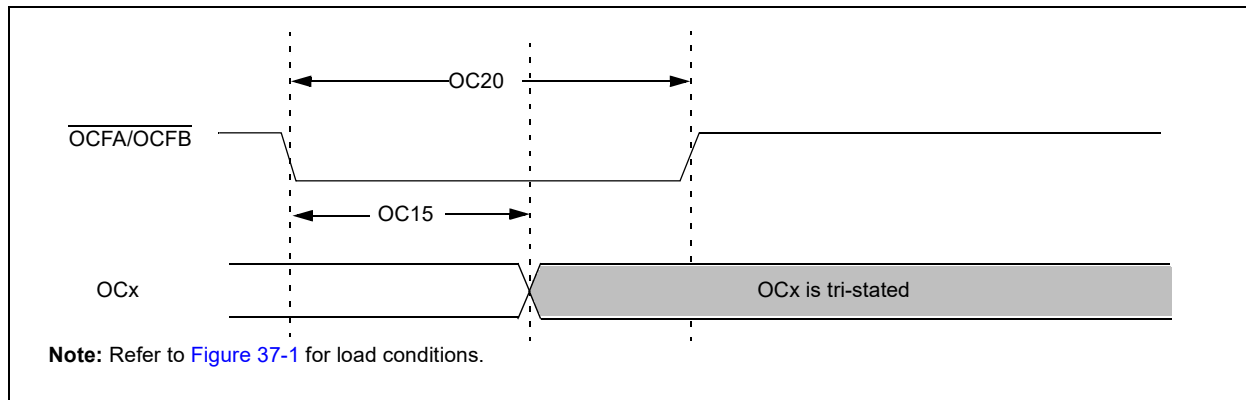 OC20
OCFA/OCFB
OC15
OCx
OCx is tri-stated
Note: Refer to Figure 37-1 for load conditions.